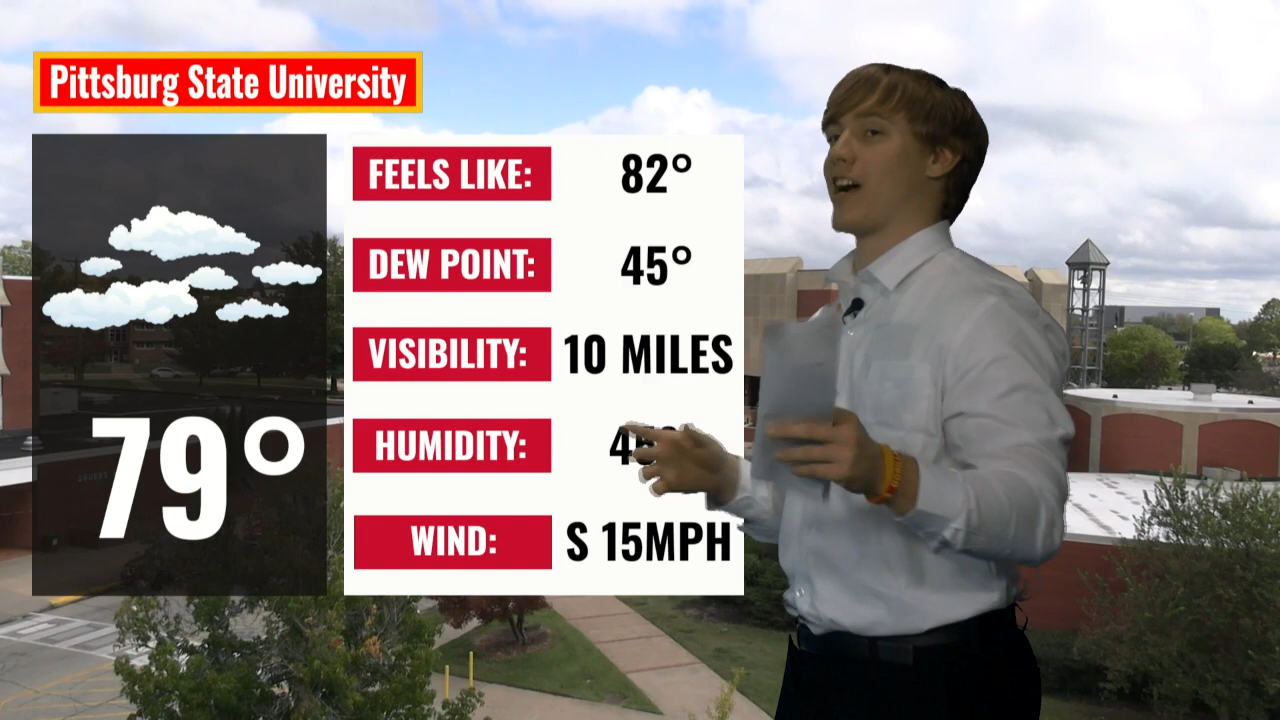 Pittsburg State University
79°
FEELS LIKE: 82°
DEW POINT: 45°
VISIBILITY: 10 MILES
HUMIDITY:
WIND: S 15MPH